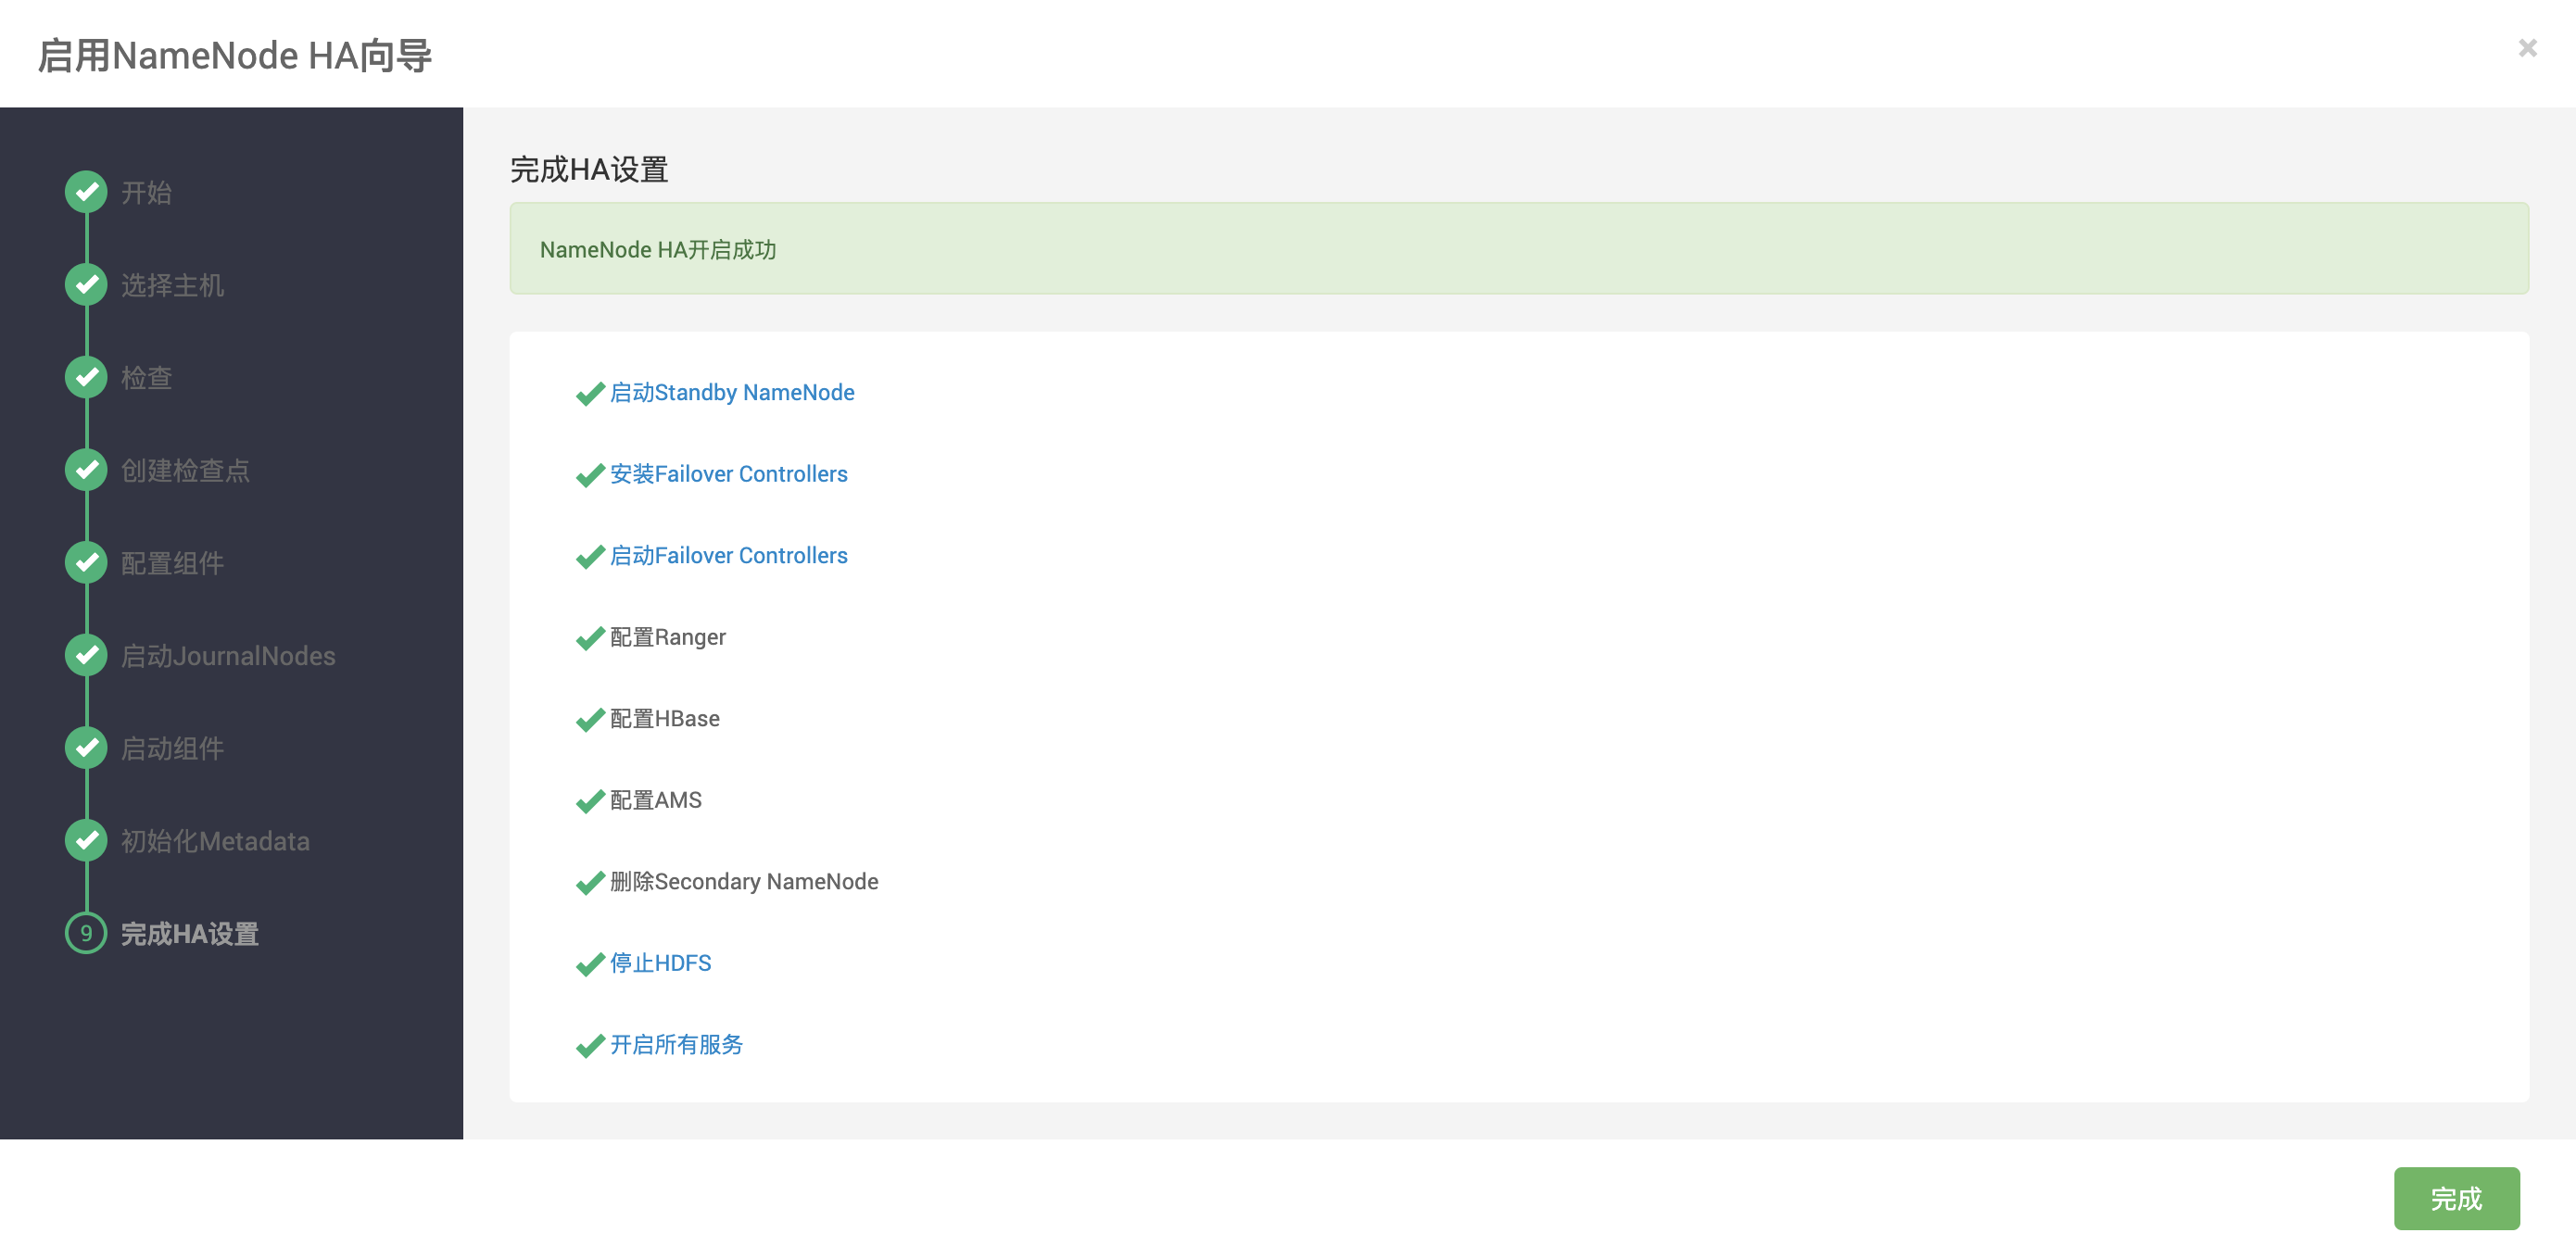 启用NameNode HA向导
×
开始
选择主机
检查
创建检查点
配置组件
启动JournalNodes
启动组件
初始化Metadata
9 完成HA设置
完成HA设置
NameNode HA开启成功
启动Standby NameNode
安装Failover Controllers
启动Failover Controllers
配置Ranger
配置HBase
配置AMS
删除Secondary NameNode
停止HDFS
开启所有服务
完成